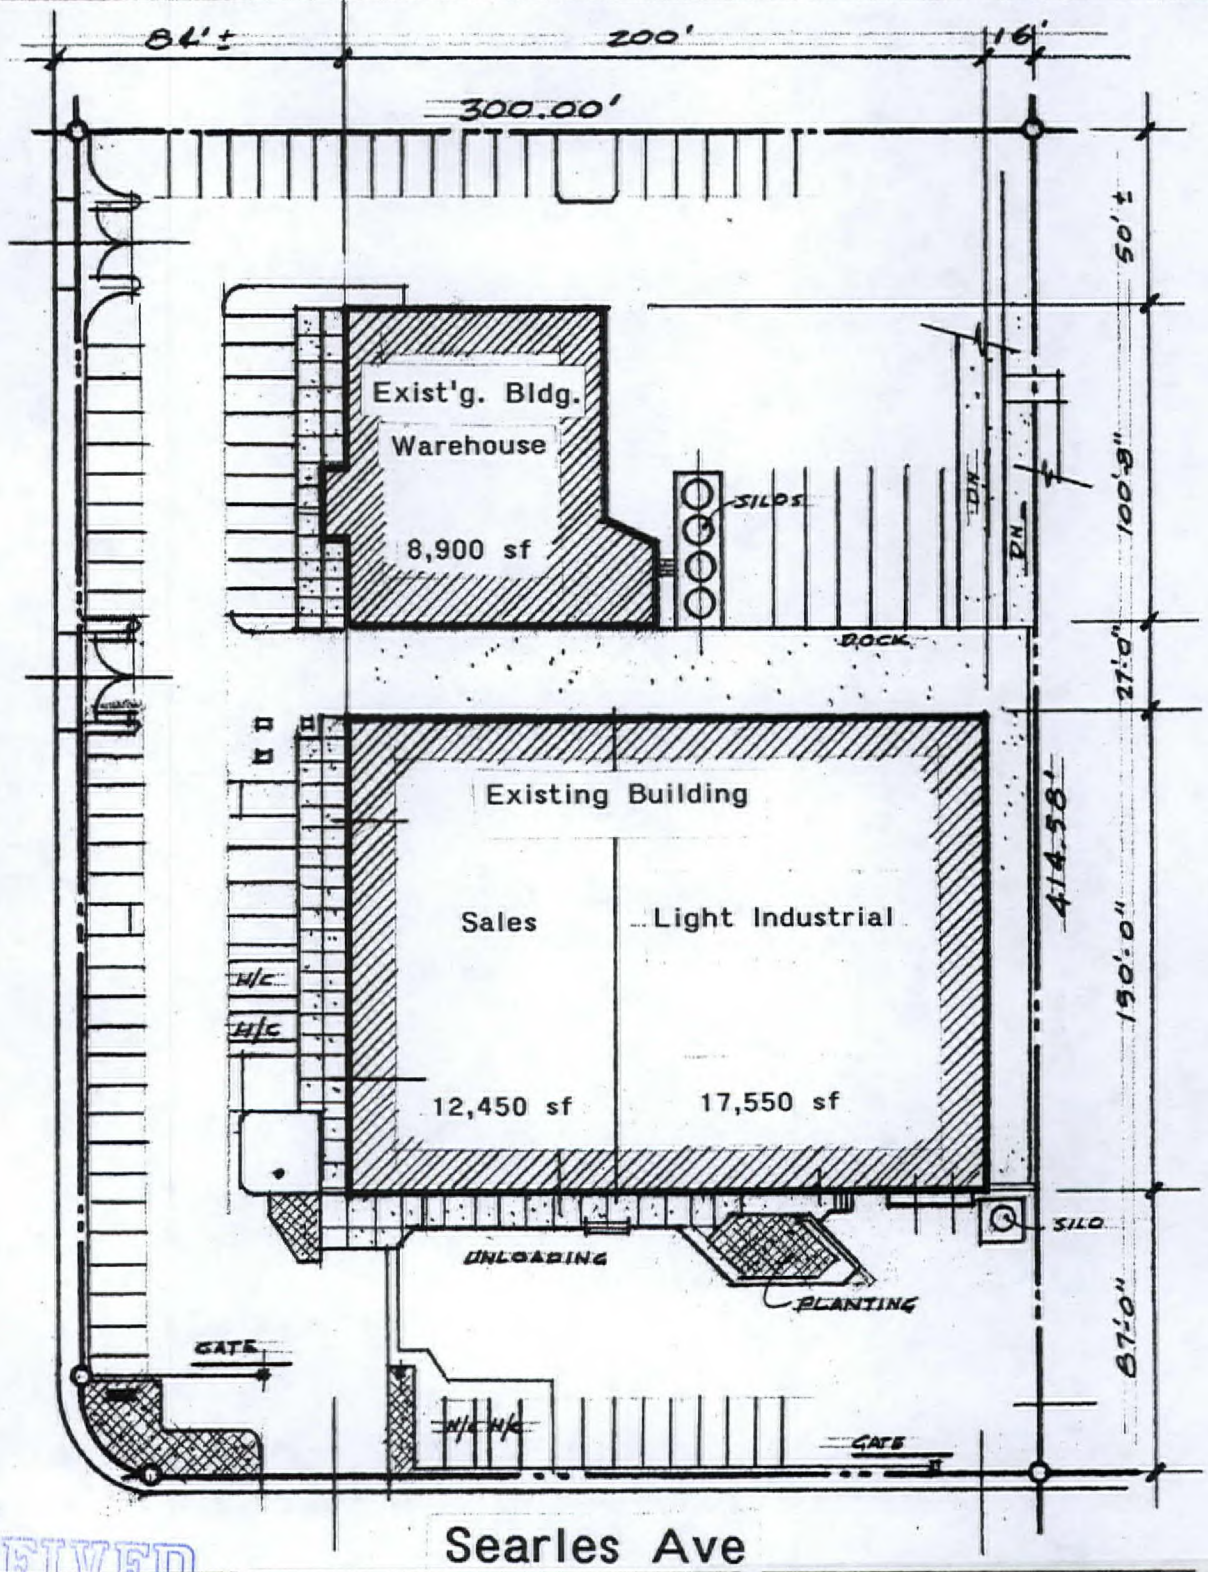 84'± 200' 16'
300.00'
50'±
Exist'g. Bldg.
Warehouse
SILOS
DN
100'-8"
8,900 sf
DN
DOCK
27'-0"
Existing Building
414.58'
Sales Light Industrial
150'-0"
H/C
H/C
12,450 sf 17,550 sf
SILO
UNLOADING
PLANTING
87'-0"
GATE
H/C H/C
GATE
Searles Ave